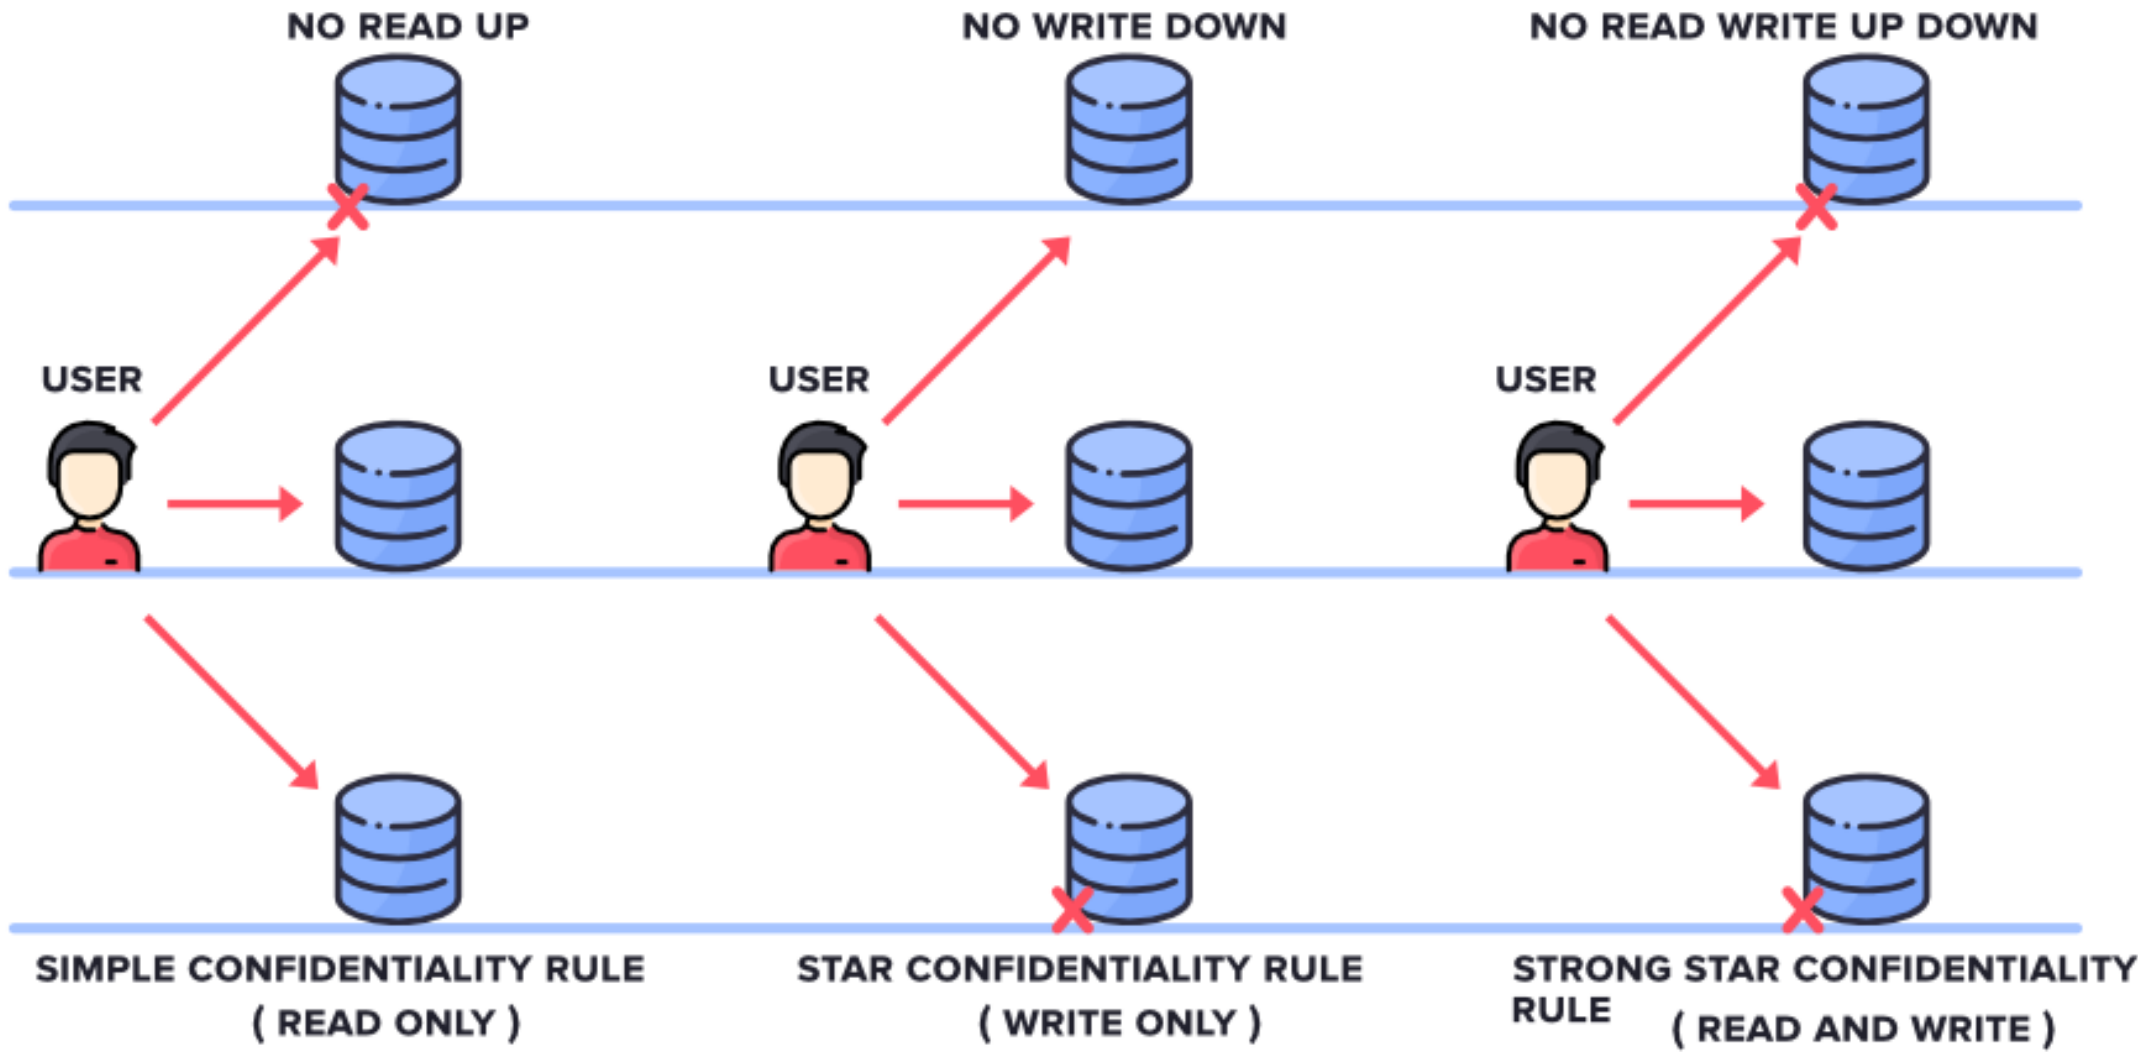 NO READ UP
NO WRITE DOWN
NO READ WRITE UP DOWN
USER
USER
USER
SIMPLE CONFIDENTIALITY RULE
( READ ONLY )
STAR CONFIDENTIALITY RULE
( WRITE ONLY )
STRONG STAR CONFIDENTIALITY
RULE
( READ AND WRITE )